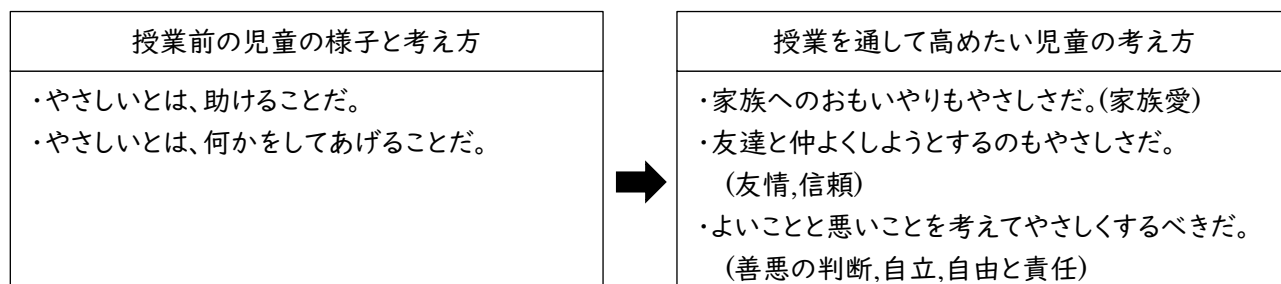 授業前の児童の様子と考え方
・やさしいとは、助けることだ。
・やさしいとは、何かをしてあげることだ。
授業を通して高めたい児童の考え方
・家族へのおもいやりもやさしさだ。(家族愛)
・友達と仲よくしようとするのもやさしさだ。
(友情,信頼)
・よいことと悪いことを考えてやさしくするべきだ。
(善悪の判断,自立,自由と責任)